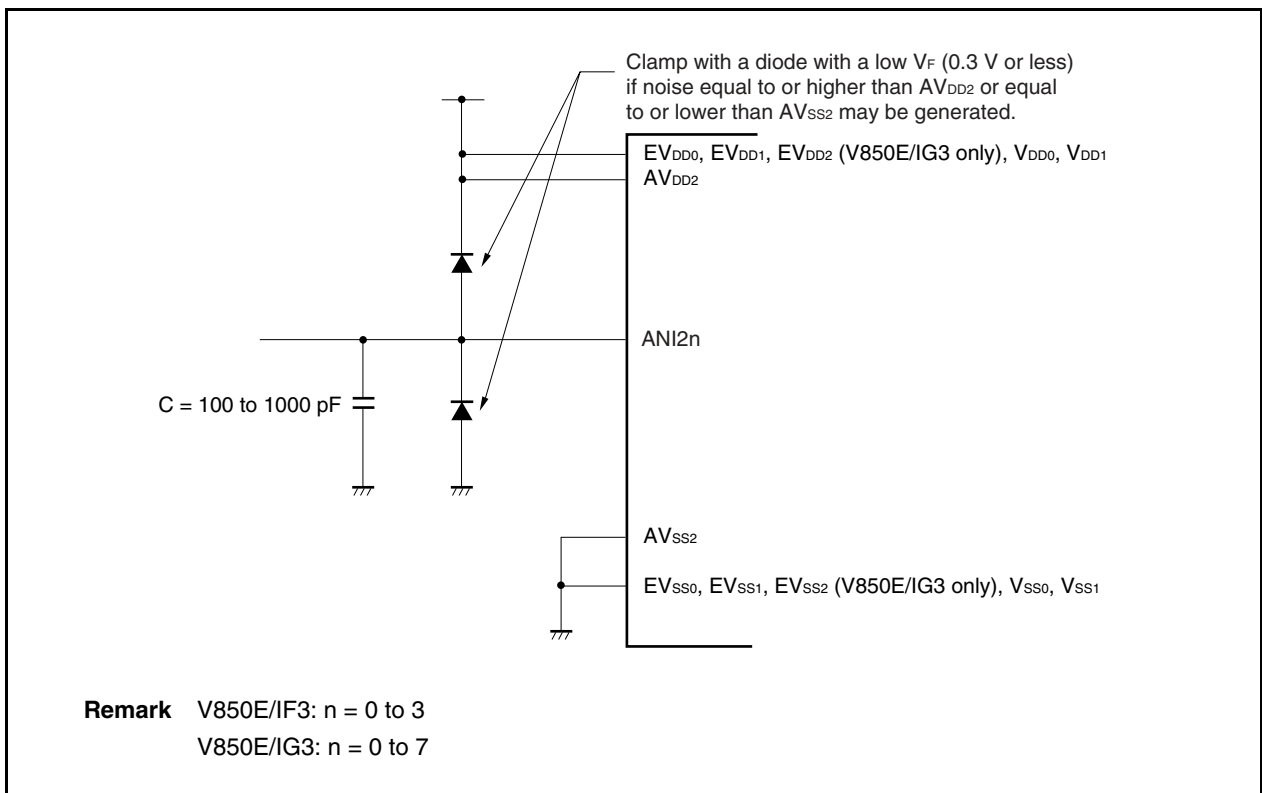 Clamp with a diode with a low VF (0.3 V or less)
if noise equal to or higher than AVDD2 or equal
to or lower than AVSS2 may be generated.
EVDD0, EVDD1, EVDD2 (V850E/IG3 only), VDD0, VDD1
AVDD2
ANI2n
C = 100 to 1000 pF
AVSS2
EVSS0, EVSS1, EVSS2 (V850E/IG3 only), VSS0, VSS1
Remark V850E/IF3: n = 0 to 3
V850E/IG3: n = 0 to 7